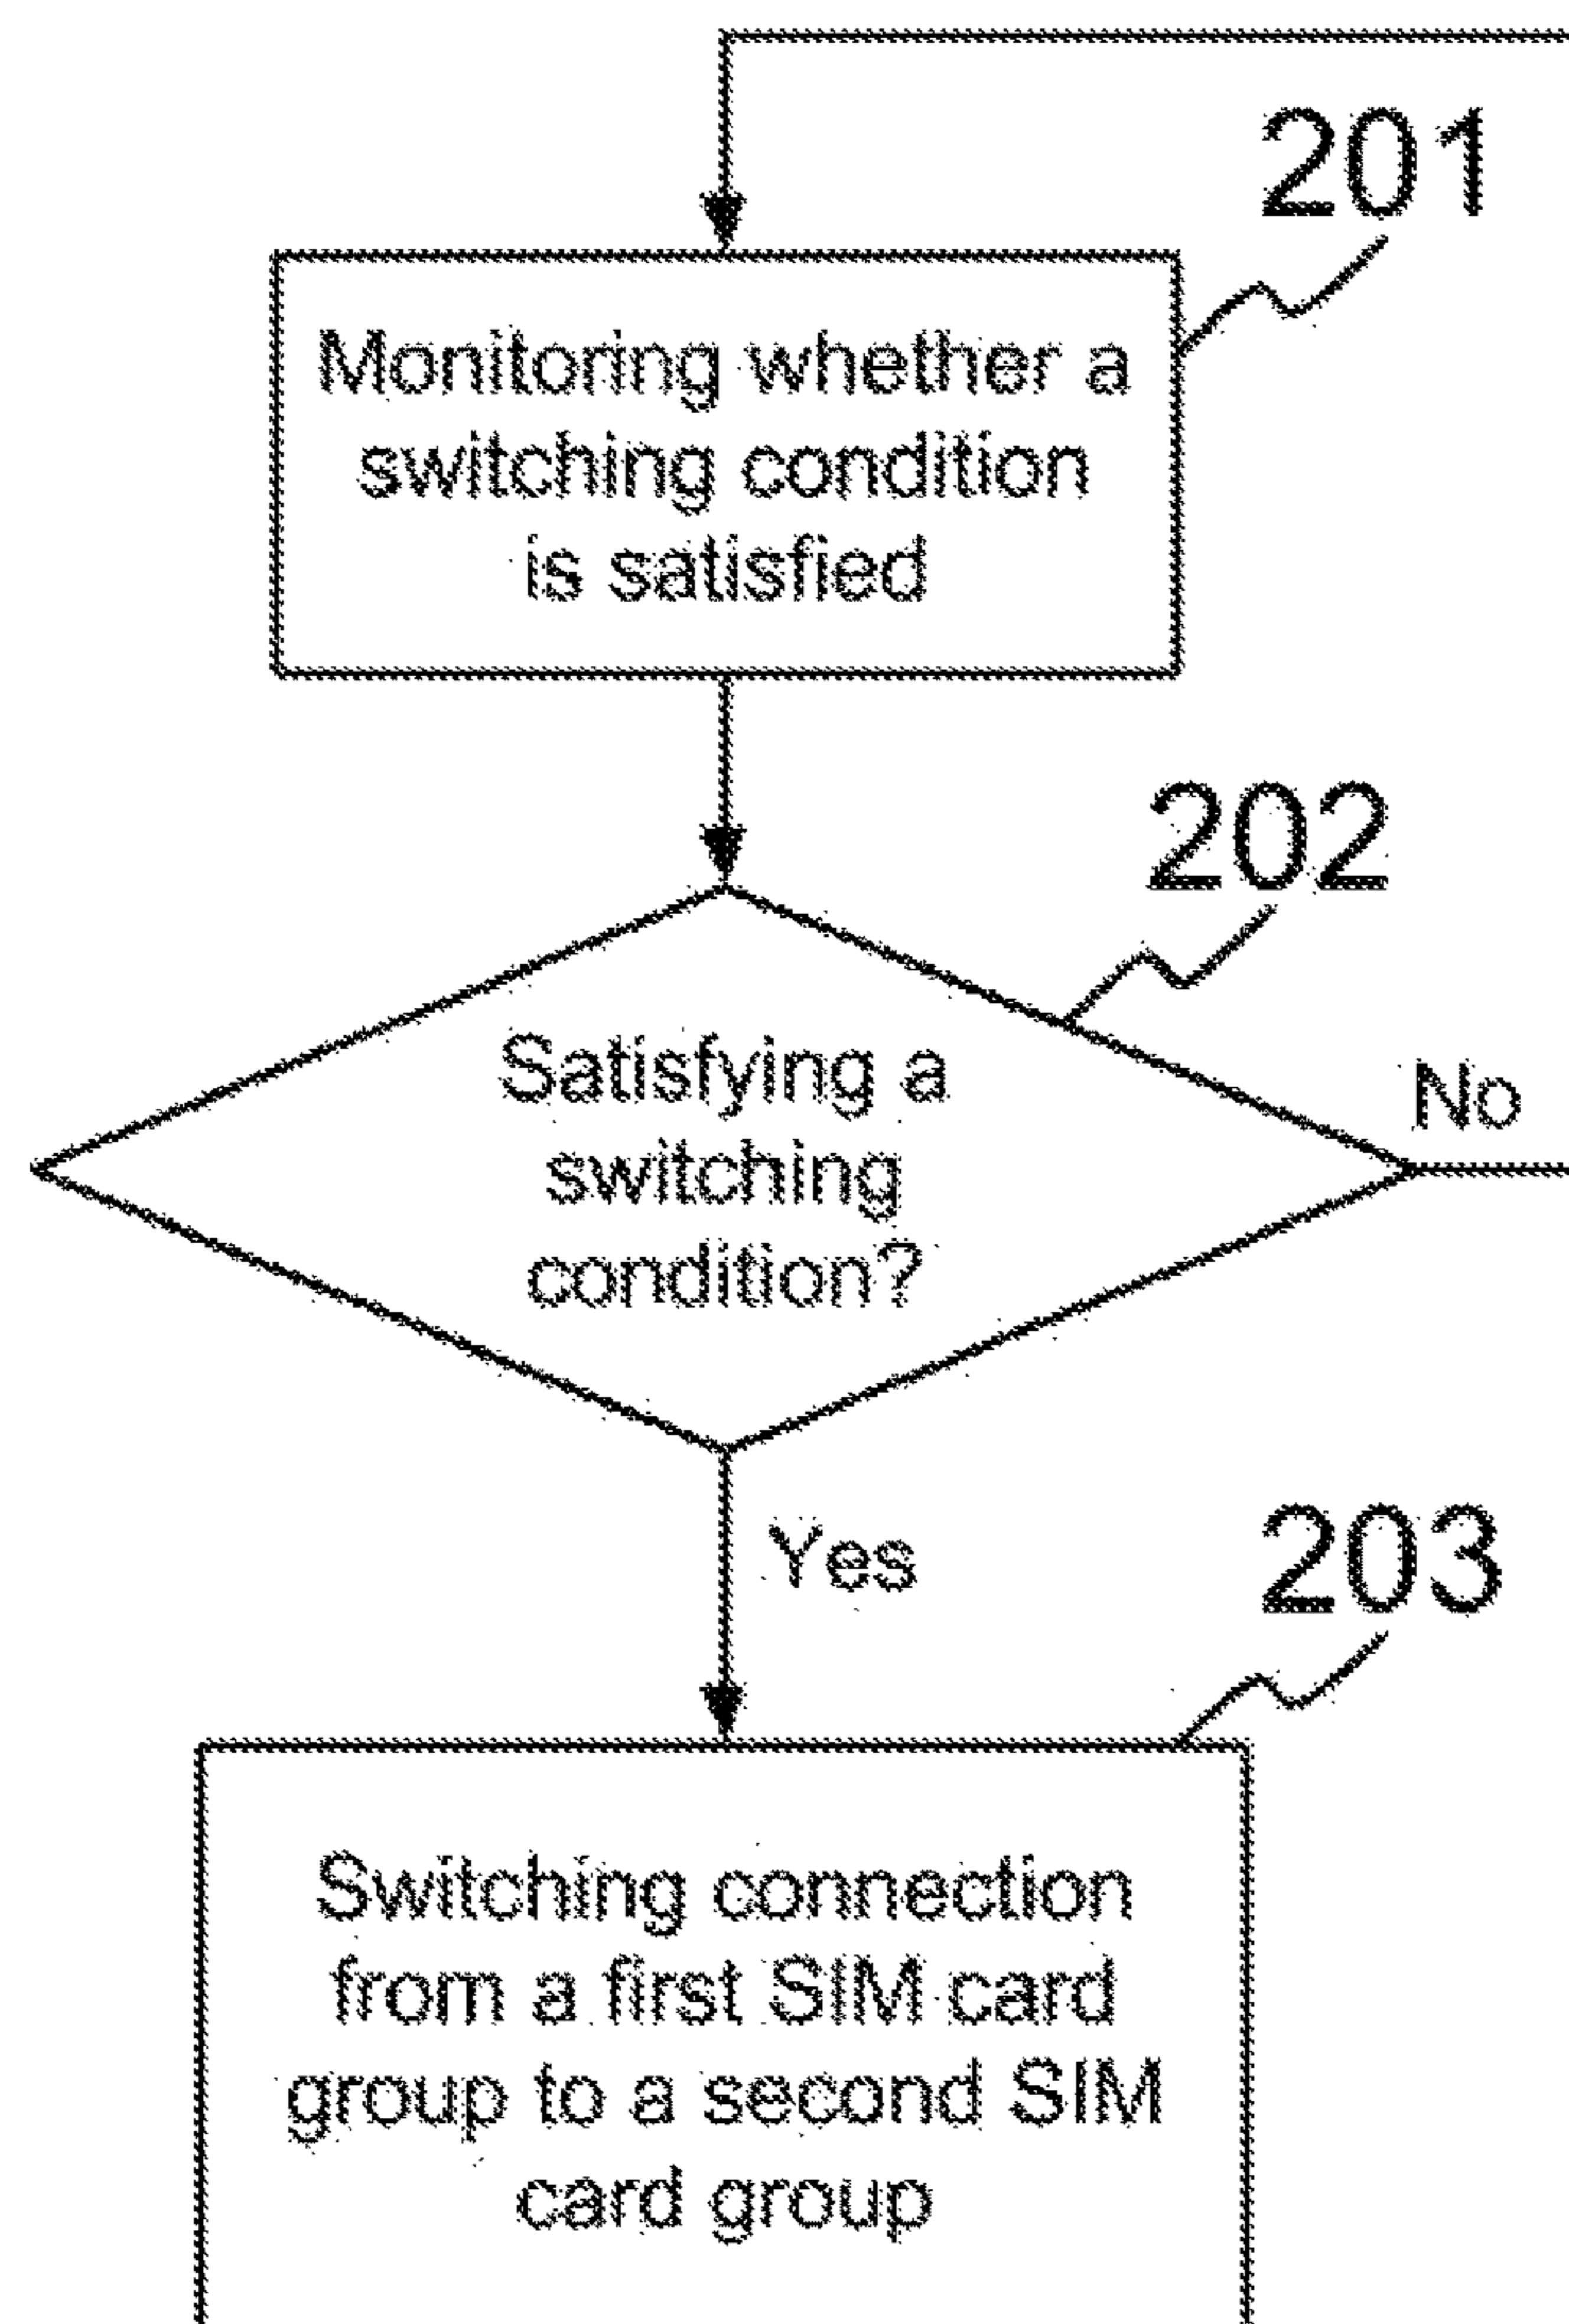 201
Monitoring whether a
switching condition
is satisfied
202
Satisfying a
switching
condition?
No
Yes
203
Switching connection
from a first SIM card
group to a second SIM
card group